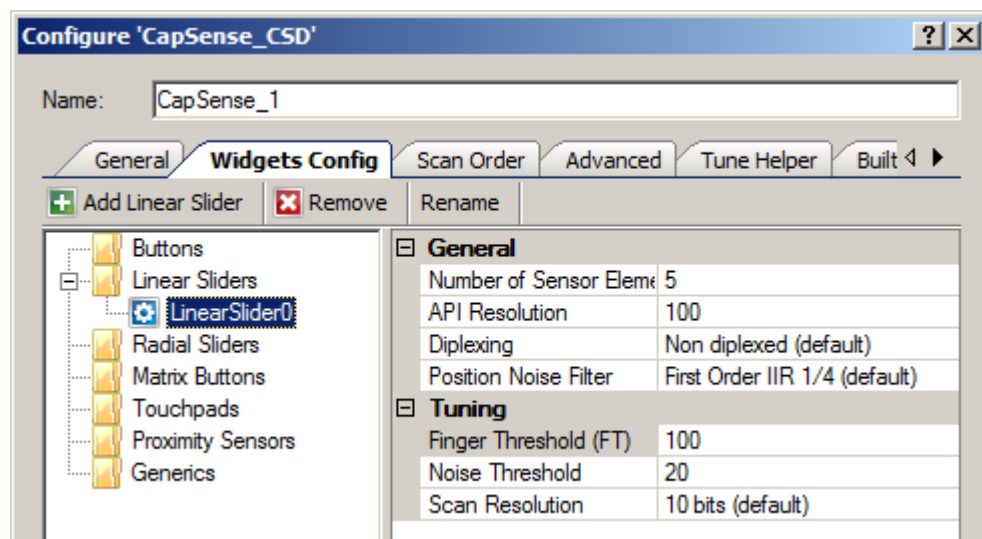 Configure 'CapSense_CSD'
Name: CapSense_1
General Widgets Config Scan Order Advanced Tune Helper Built
Add Linear Slider Remove Rename
Buttons
Linear Sliders
LinearSlider0
Radial Sliders
Matrix Buttons
Touchpads
Proximity Sensors
Generics
General
Number of Sensor Eleme 5
API Resolution 100
Diplexing Non diplexed (default)
Position Noise Filter First Order IIR 1/4 (default)
Tuning
Finger Threshold (FT) 100
Noise Threshold 20
Scan Resolution 10 bits (default)